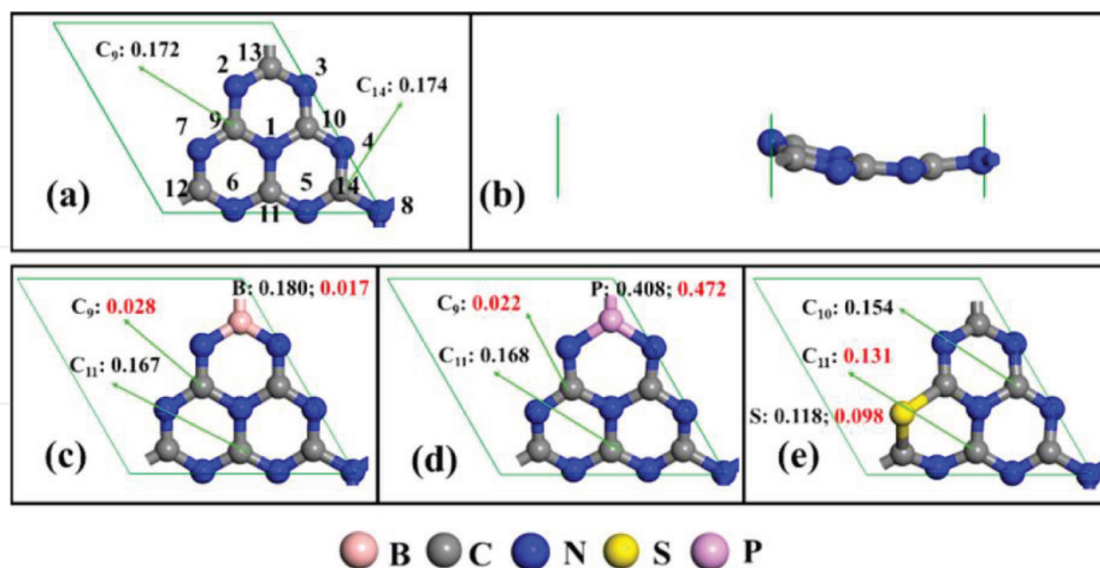 C₉: 0.172
13
2
3
C₁₄: 0.174
9
10
7
1
4
(a)
12
6
5
14
11
8
(b)
B: 0.180; 0.017
C₉: 0.028
C₁₁: 0.167
(c)
P: 0.408; 0.472
C₉: 0.022
C₁₁: 0.168
(d)
C₁₀: 0.154
C₁₁: 0.131
S: 0.118; 0.098
(e)
B C N S P